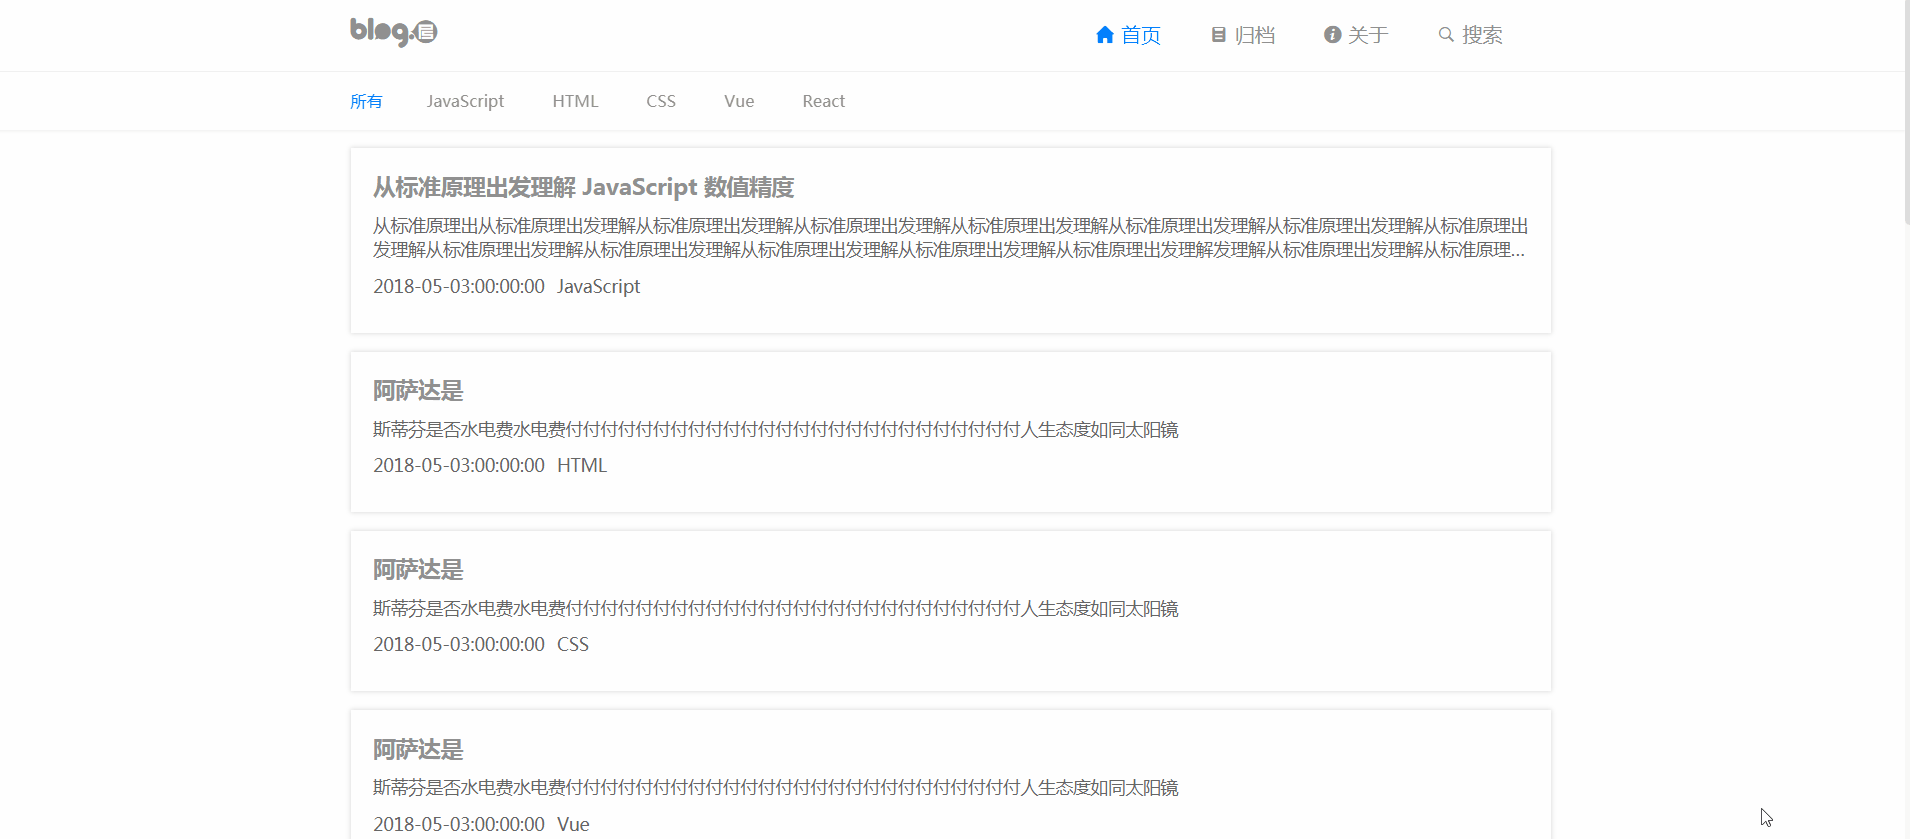 blog.
首页 归档 关于 搜索
所有 JavaScript HTML CSS Vue React
从标准原理出发理解 JavaScript 数值精度
从标准原理出从标准原理出发理解从标准原理出发理解从标准原理出发理解从标准原理出发理解从标准原理出发理解从标准原理出发理解从标准原理出
发理解从标准原理出发理解从标准原理出发理解从标准原理出发理解从标准原理出发理解从标准原理出发理解发理解从标准原理出发理解从标准原理...
2018-05-03:00:00:00 JavaScript
阿萨达是
斯蒂芬是否水电费水电费付付付付付付付付付付付付付付付付付付付付付付付付付付人生态度如同太阳镜
2018-05-03:00:00:00 HTML
阿萨达是
斯蒂芬是否水电费水电费付付付付付付付付付付付付付付付付付付付付付付付付付付人生态度如同太阳镜
2018-05-03:00:00:00 CSS
阿萨达是
斯蒂芬是否水电费水电费付付付付付付付付付付付付付付付付付付付付付付付付付付人生态度如同太阳镜
2018-05-03:00:00:00 Vue